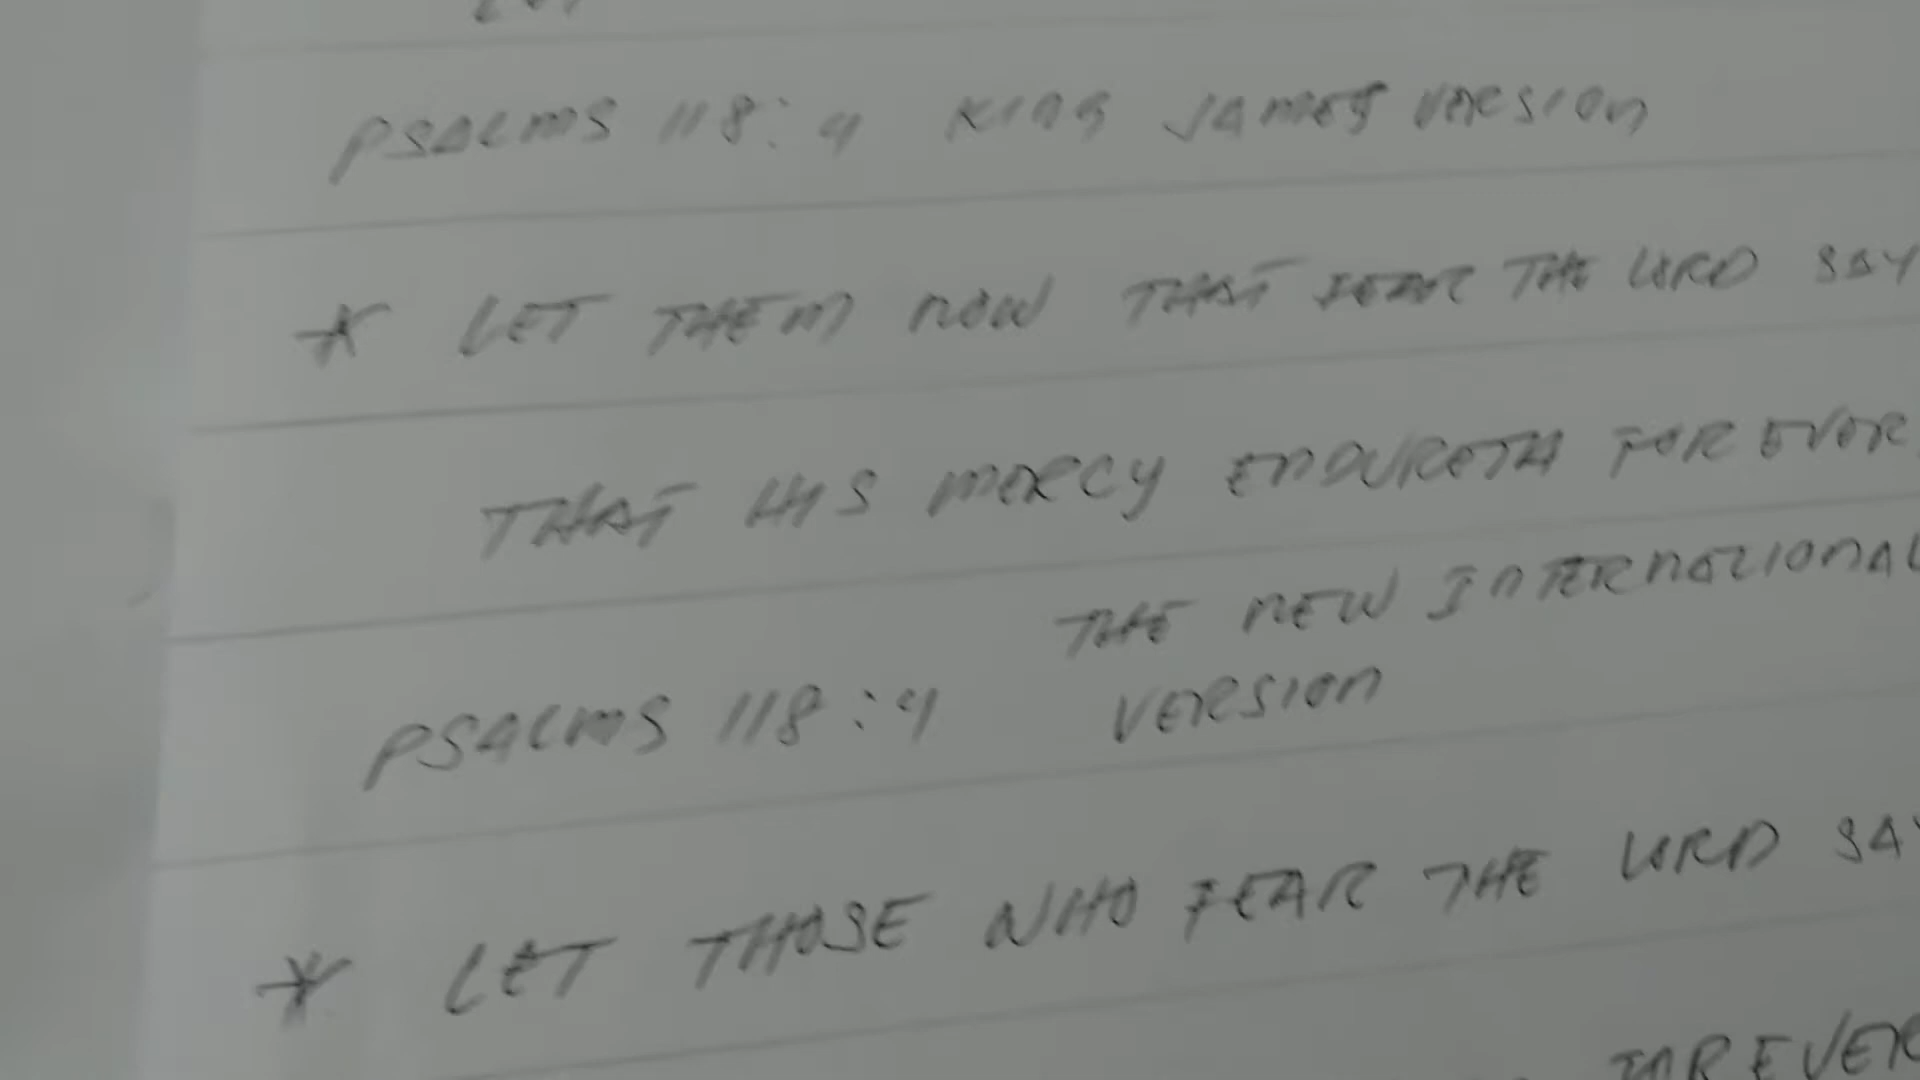 PSALMS 118:4 KING JAMES VERSION
* LET THEM NOW THAT FEAR THE LORD SAY
THAT HIS MERCY ENDURETH FOR EVER
THE NEW INTERNATIONAL
PSALMS 118:4 VERSION
* LET THOSE WHO FEAR THE LORD SAY
FOREVER